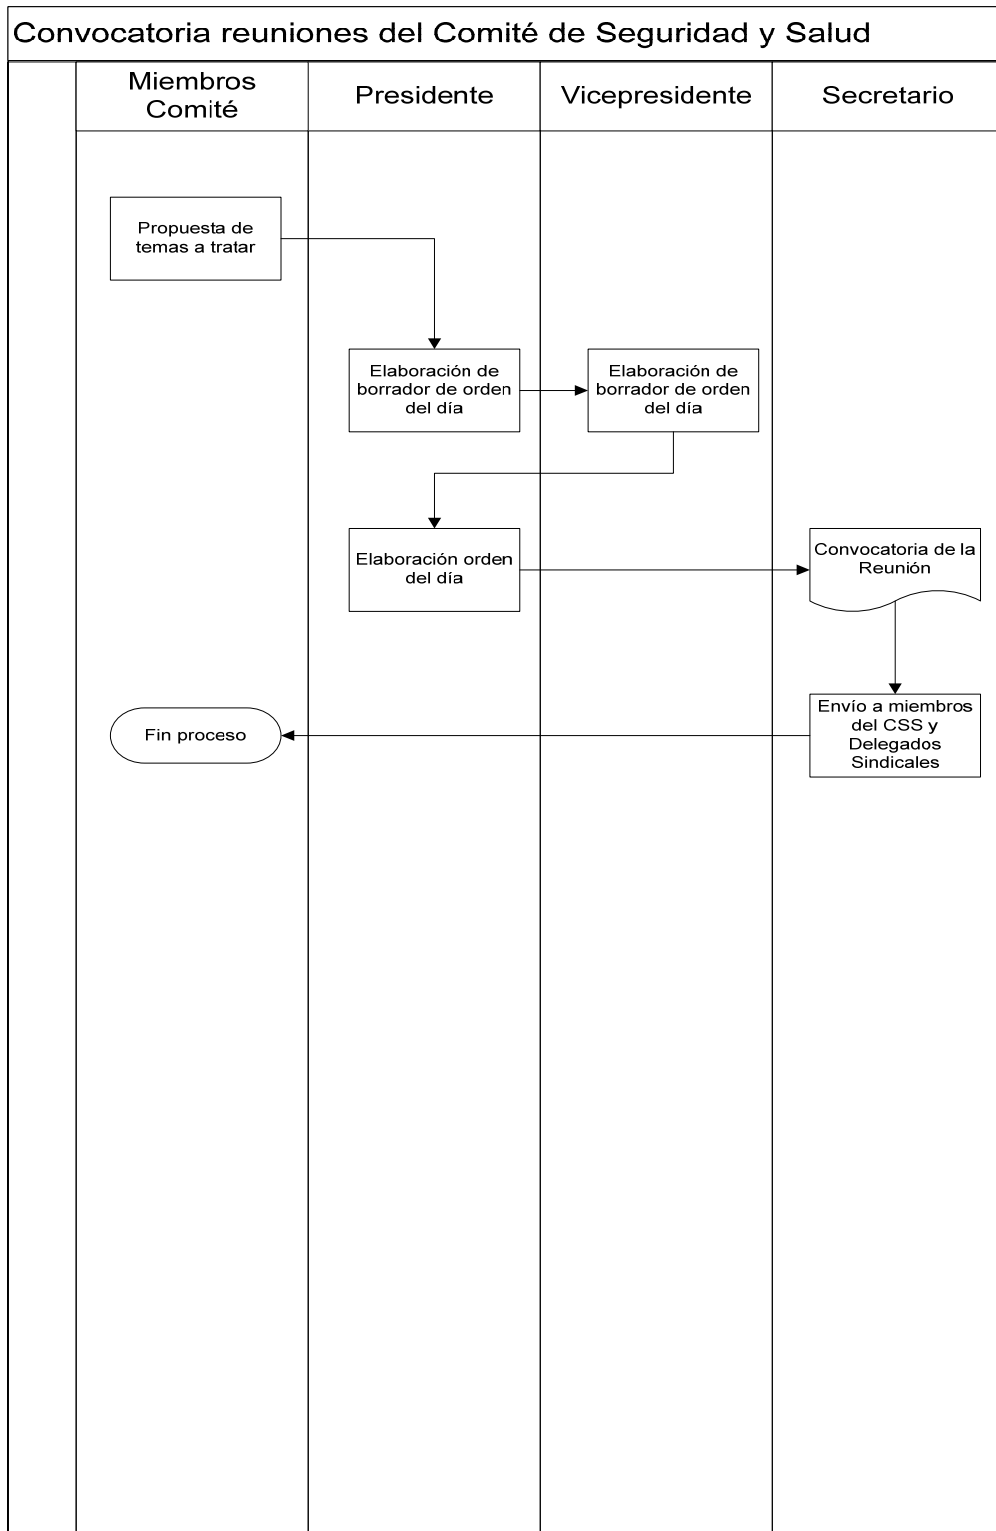 Convocatoria reuniones del Comité de Seguridad y Salud
Miembros
Comité
Presidente
Vicepresidente
Secretario
Propuesta de
temas a tratar
Elaboración de
borrador de orden
del día
Elaboración de
borrador de orden
del día
Elaboración orden
del día
Convocatoria de la
Reunión
Envío a miembros
del CSS y
Delegados
Sindicales
Fin proceso